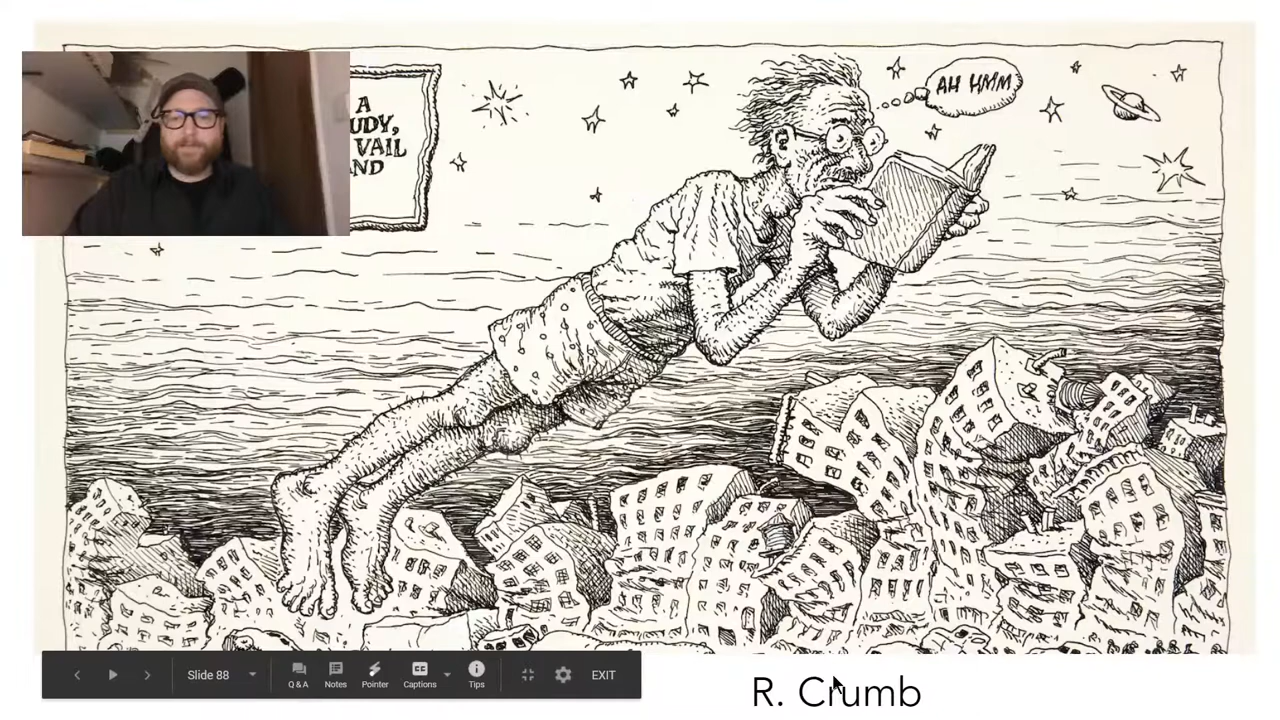 A
UDY,
VAIL
ND
AH HMM
Slide 88
Q & A
Notes
Pointer
Captions
Tips
EXIT
R. Crumb